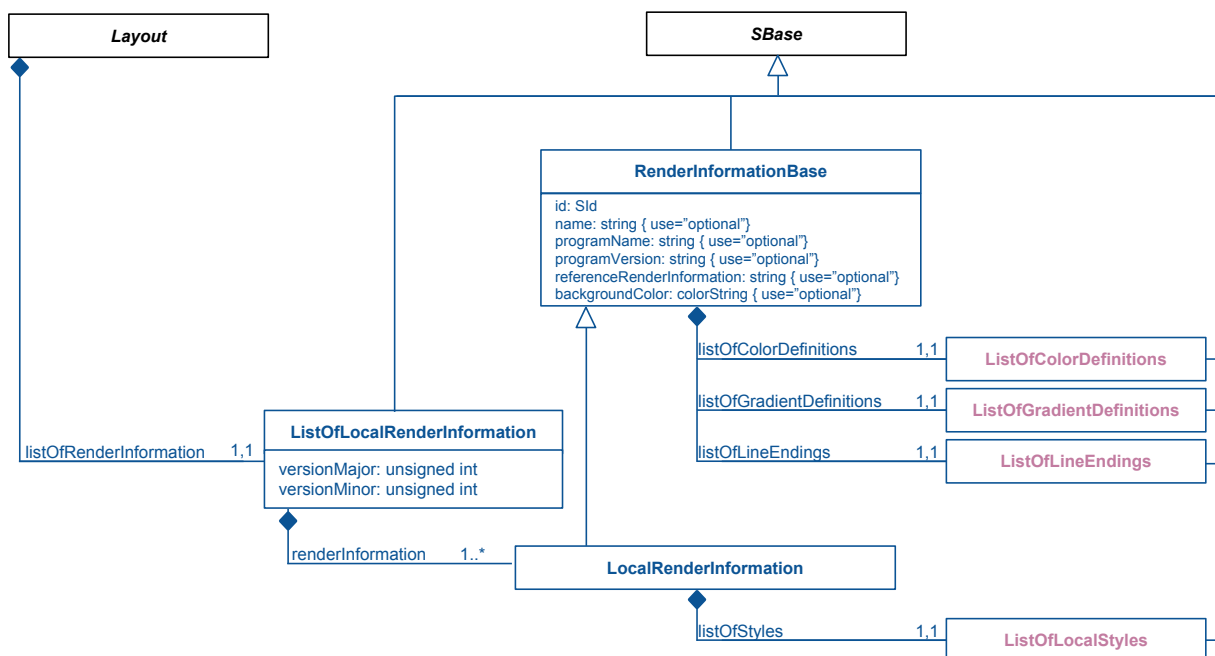 Layout
SBase
RenderInformationBase
id: SId
name: string { use=”optional”}
programName: string { use=”optional”}
programVersion: string { use=”optional”}
referenceRenderInformation: string { use=”optional”}
backgroundColor: colorString { use=”optional”}
listOfColorDefinitions 1,1
ListOfColorDefinitions
listOfGradientDefinitions 1,1
ListOfGradientDefinitions
listOfLineEndings 1,1
ListOfLineEndings
listOfRenderInformation 1,1
ListOfLocalRenderInformation
versionMajor: unsigned int
versionMinor: unsigned int
renderInformation 1..*
LocalRenderInformation
listOfStyles 1,1
ListOfLocalStyles